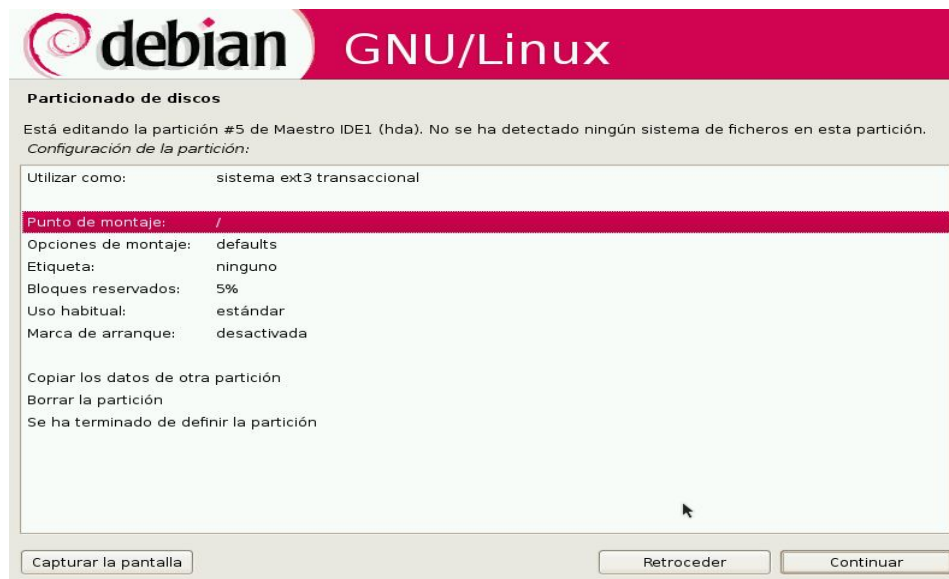 debian GNU/Linux
Particionado de discos
Está editando la partición #5 de Maestro IDE1 (hda). No se ha detectado ningún sistema de ficheros en esta partición.
Configuración de la partición:
Utilizar como: sistema ext3 transaccional
Punto de montaje: /
Opciones de montaje: defaults
Etiqueta: ninguno
Bloques reservados: 5%
Uso habitual: estándar
Marca de arranque: desactivada
Copiar los datos de otra partición
Borrar la partición
Se ha terminado de definir la partición
Capturar la pantalla Retroceder Continuar